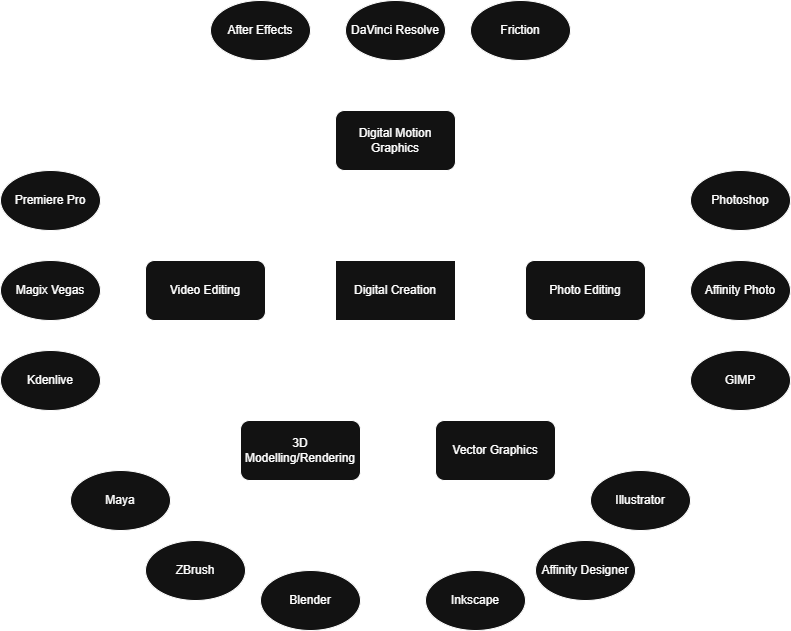 After Effects
DaVinci Resolve
Friction
Digital Motion
Graphics
Premiere Pro
Photoshop
Magix Vegas
Video Editing
Digital Creation
Photo Editing
Affinity Photo
Kdenlive
GIMP
3D
Modelling/Rendering
Vector Graphics
Maya
Illustrator
ZBrush
Affinity Designer
Blender
Inkscape